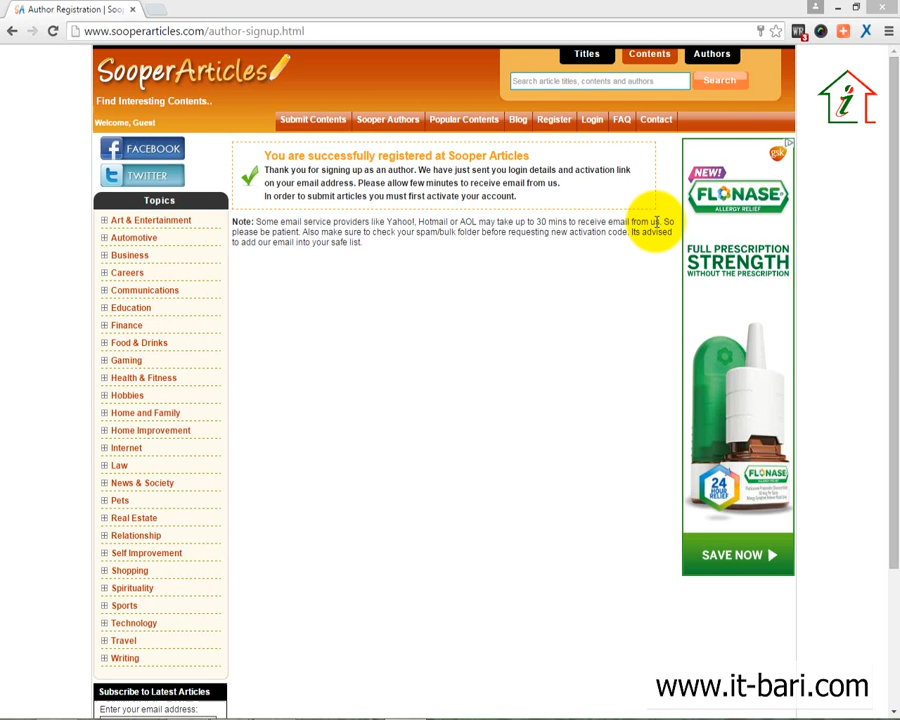 Author Registration | Soo
www.sooperarticles.com/author-signup.html
3
SooperArticles
Find Interesting Contents..
Welcome, Guest
Titles
Contents
Authors
Search article titles, contents and authors
Search
Submit Contents
Sooper Authors
Popular Contents
Blog
Register
Login
FAQ
Contact
i
FACEBOOK
TWITTER
Topics
Art & Entertainment
Automotive
Business
Careers
Communications
Education
Finance
Food & Drinks
Gaming
Health & Fitness
Hobbies
Home and Family
Home Improvement
Internet
Law
News & Society
Pets
Real Estate
Relationship
Self Improvement
Shopping
Spirituality
Sports
Technology
Travel
Writing
Subscribe to Latest Articles
Enter your email address:
You are successfully registered at Sooper Articles
Thank you for signing up as an author. We have just sent you login details and activation link
on your email address. Please allow few minutes to receive email from us.
In order to submit articles you must first activate your account.
Note: Some email service providers like Yahoo!, Hotmail or AOL may take up to 30 mins to receive email from us. So
please be patient. Also make sure to check your spam/bulk folder before requesting new activation code. Its advised
to add our email into your safe list.
gsk
NEW!
FLONASE
ALLERGY RELIEF
FULL PRESCRIPTION
STRENGTH
WITHOUT THE PRESCRIPTION
24
HOUR
RELIEF
FLONASE
SAVE NOW
www.it-bari.com